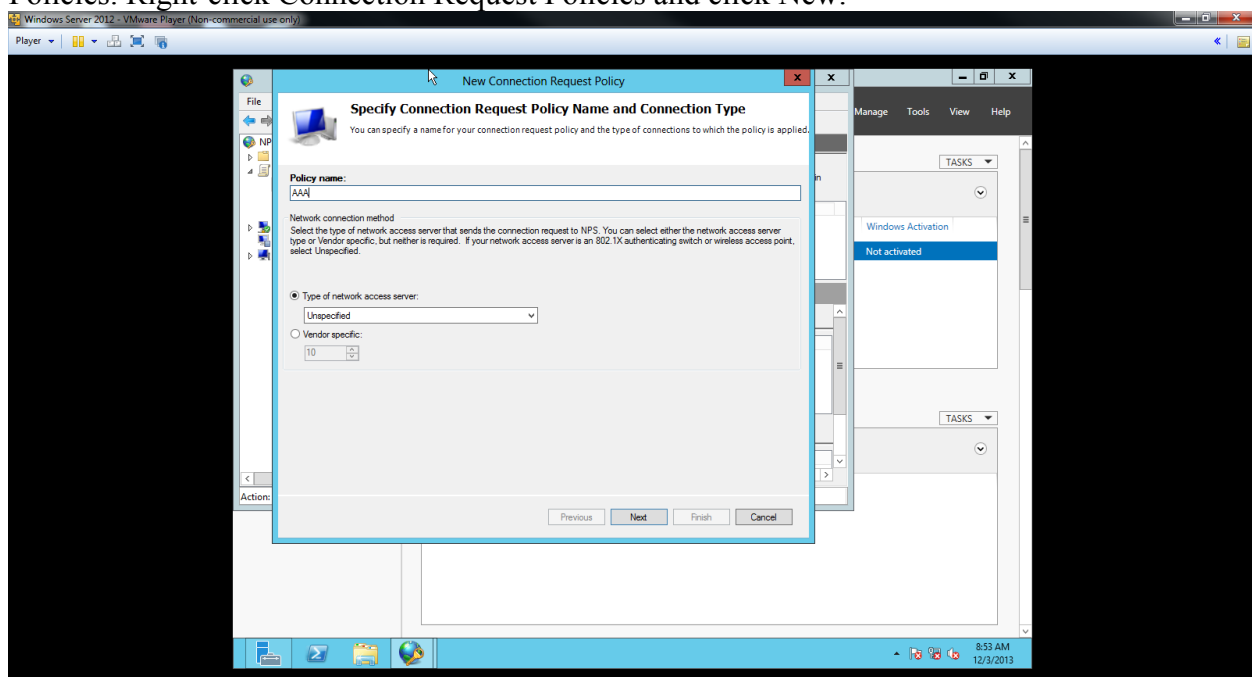 Policies. Right-click Connection Request Policies and click New.
Windows Server 2012 - VMware Player (Non-commercial use only)
Player
New Connection Request Policy
File
Manage Tools View Help
Specify Connection Request Policy Name and Connection Type
You can specify a name for your connection request policy and the type of connections to which the policy is applied.
NP
TASKS
Policy name:
in
AAA
Network connection method
Select the type of network access server that sends the connection request to NPS. You can select either the network access server
type or Vendor specific, but neither is required. If your network access server is an 802.1X authenticating switch or wireless access point,
select Unspecified.
Windows Activation
Not activated
Type of network access server:
Unspecified
Vendor specific:
10
TASKS
Action:
Previous Next Finish Cancel
8:53 AM
12/3/2013